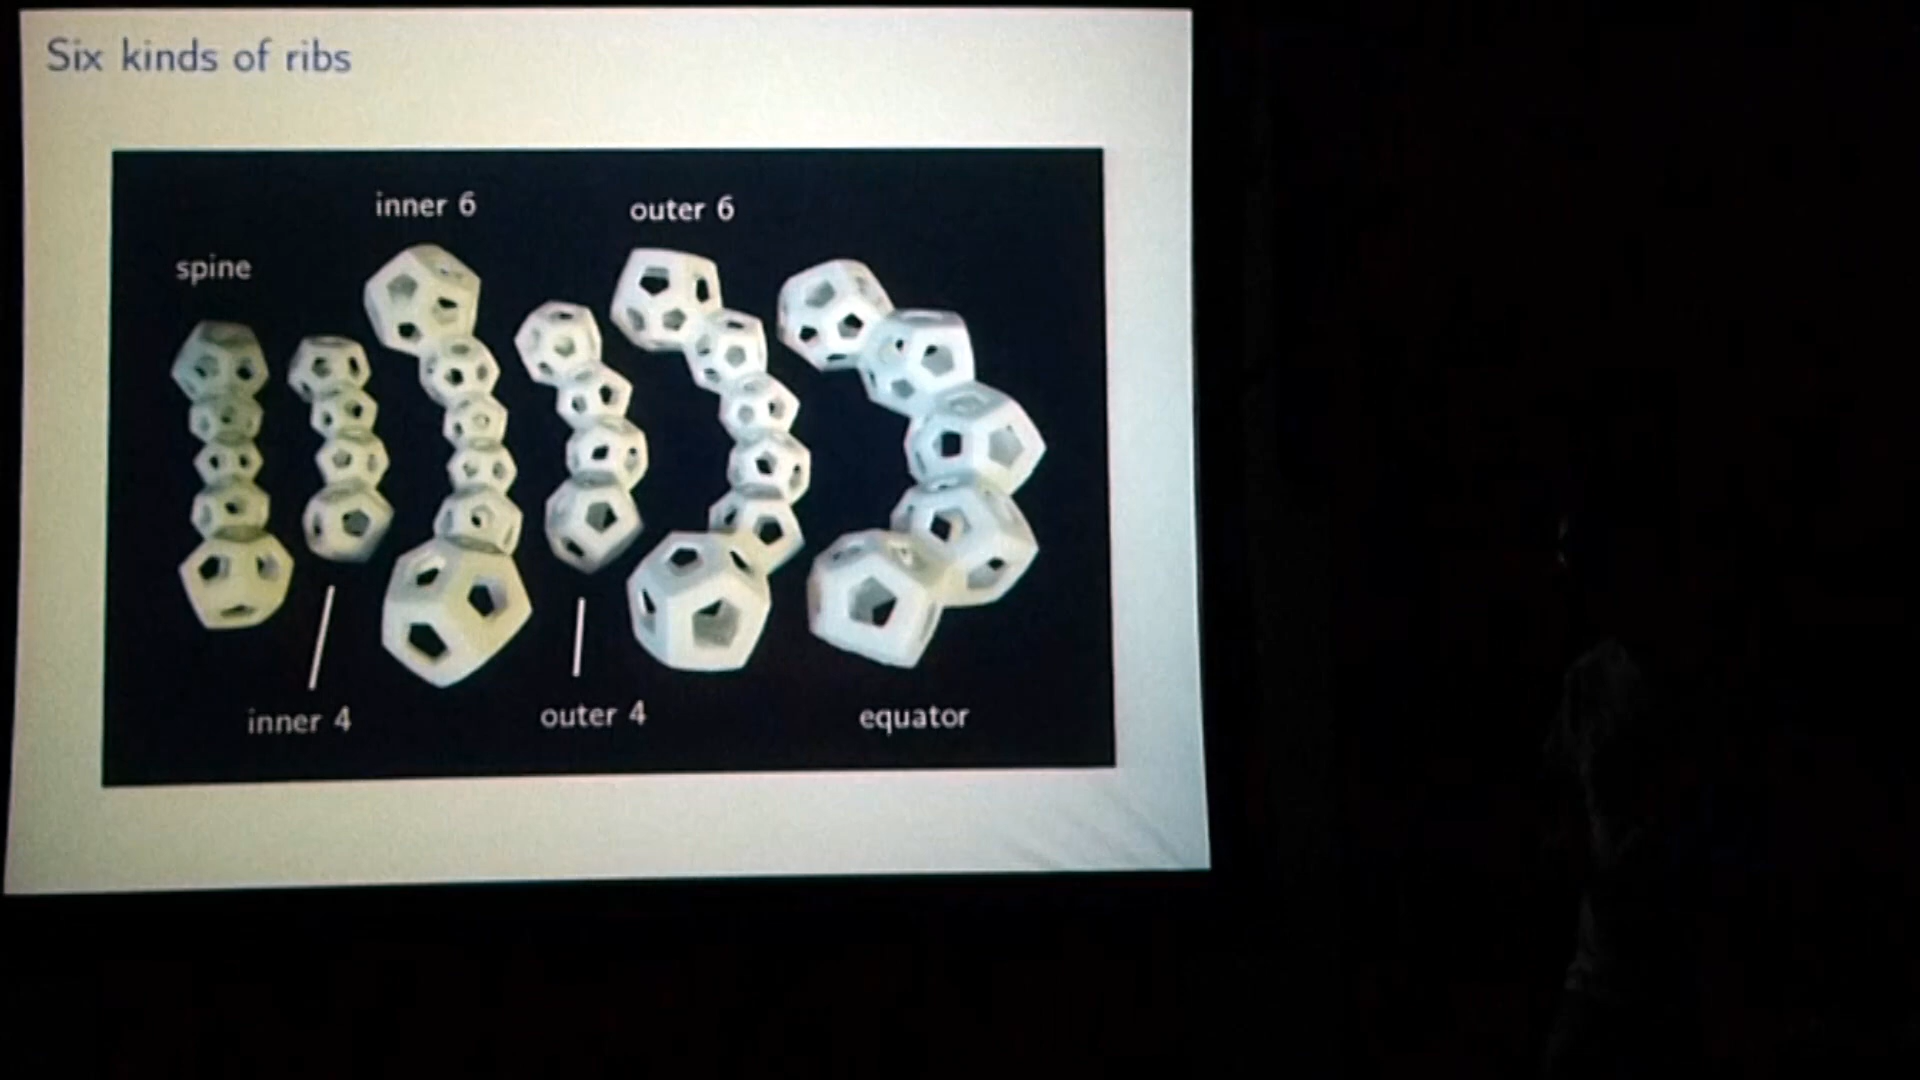 Six kinds of ribs
inner 6
outer 6
spine
inner 4
outer 4
equator